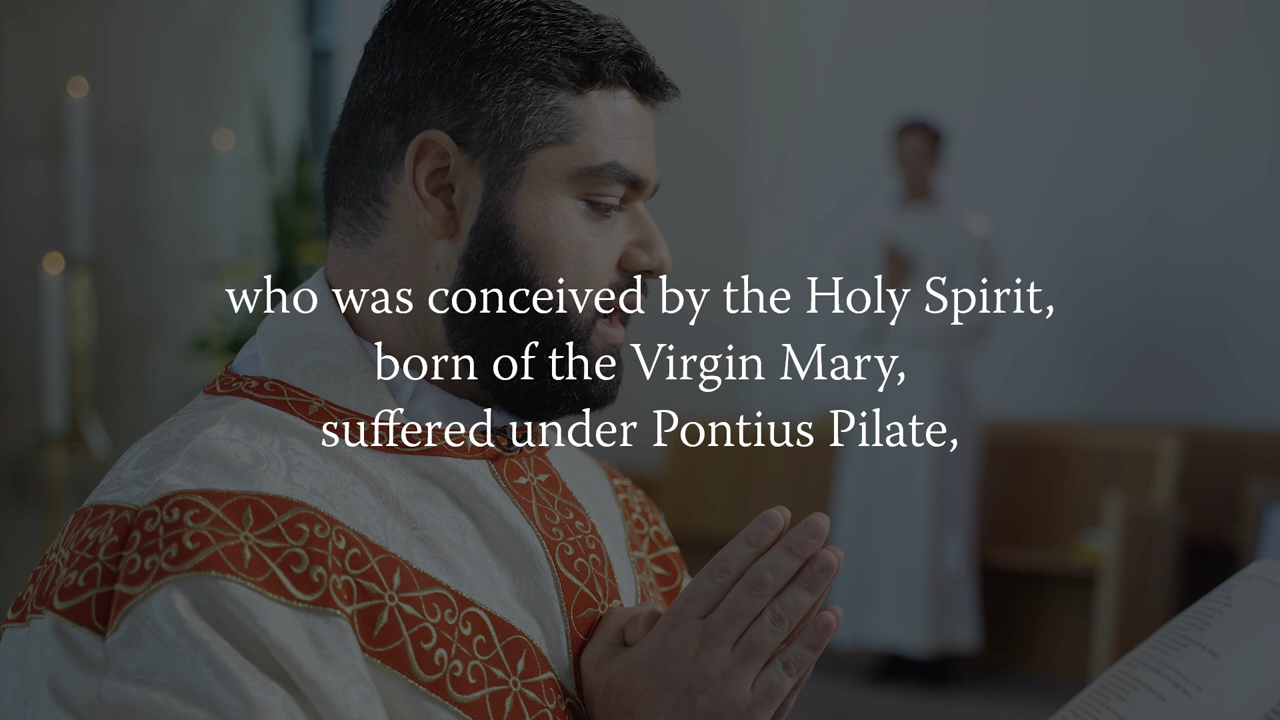 who was conceived by the Holy Spirit,
born of the Virgin Mary,
suffered under Pontius Pilate,